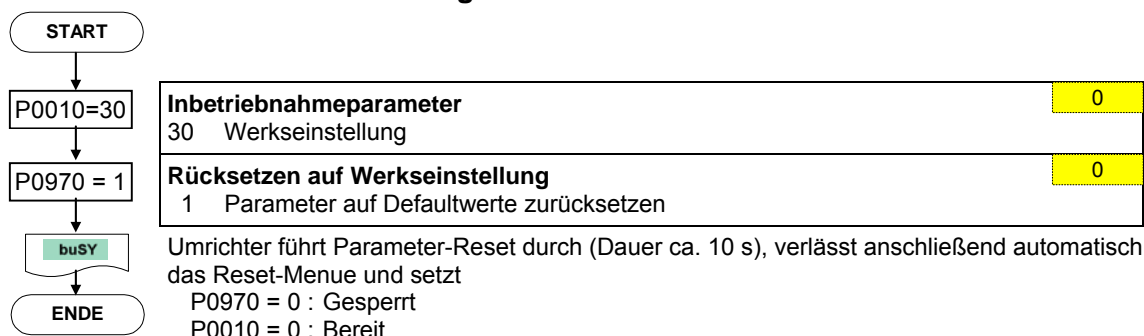 START
P0010=30
Inbetriebnahmeparameter
0
30 Werkseinstellung
P0970 = 1
Rücksetzen auf Werkseinstellung
0
1 Parameter auf Defaultwerte zurücksetzen
buSY
Umrichter führt Parameter-Reset durch (Dauer ca. 10 s), verlässt anschließend automatisch
das Reset-Menue und setzt
P0970 = 0 : Gesperrt
P0010 = 0 : Bereit
ENDE